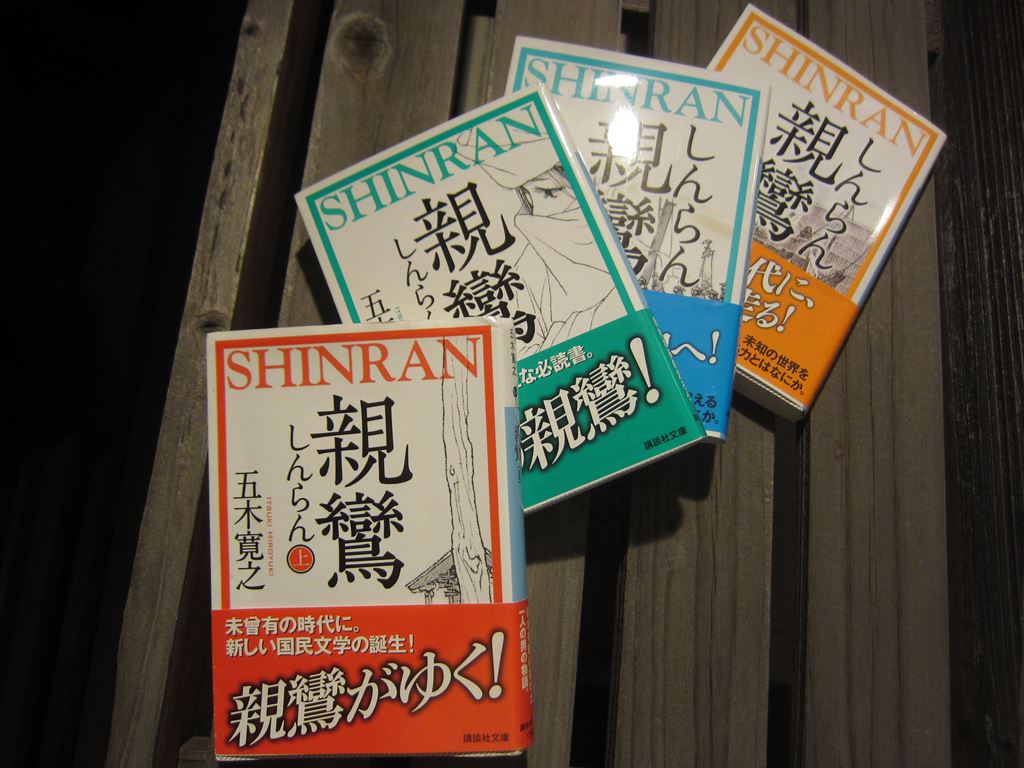 SHINRAN
親鸞
しんらん
上
五木寛之
ITSUKI HIROYUKI
未曾有の時代に。
新しい国民文学の誕生!
親鸞がゆく!
講談社文庫
一人の男の物語
SHINRAN
親鸞
しんら
五
な必読書。
親鸞!
講談社文庫
SHINRAN
親鸞
しんらん
へ!
える
か。
SHINRAN
親鸞
しんらん
代に、
る!
未知の世界を
力とはなにか。